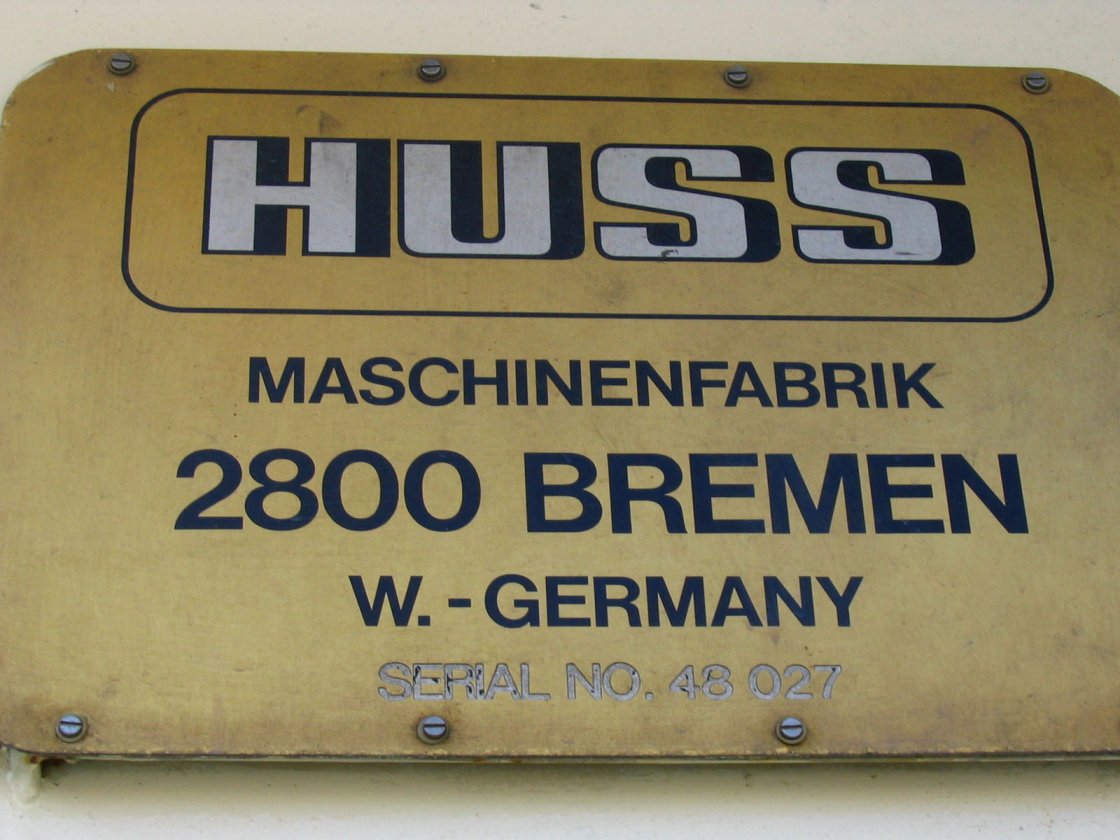 HUSS
MASCHINENFABRIK
2800 BREMEN
W.-GERMANY
SERIAL NO. 48 027